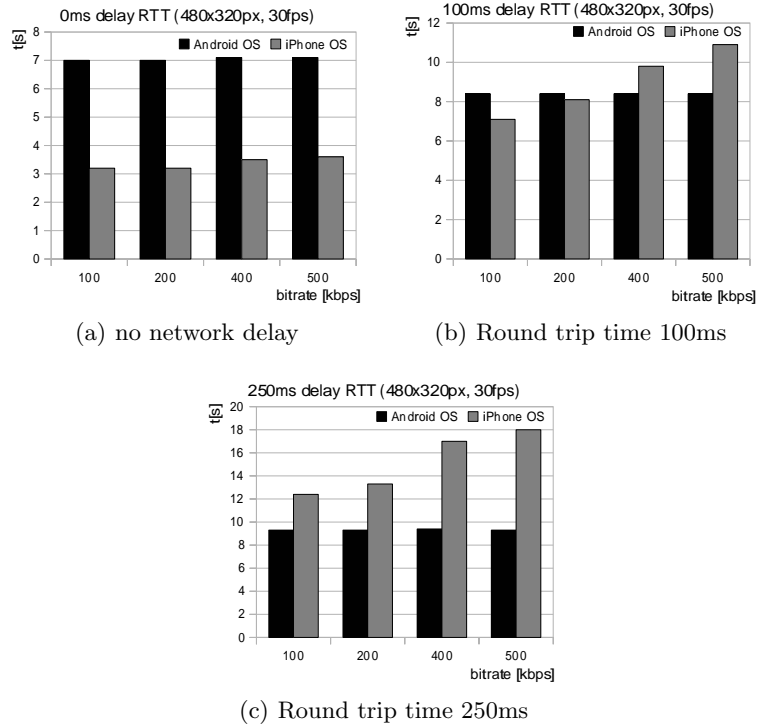 0ms delay RTT (480x320px, 30fps)
t[s]
Android OS iPhone OS
8
7
6
5
4
3
2
1
0
100 200 400 500
bitrate [kbps]
(a) no network delay
100ms delay RTT (480x320px, 30fps)
t[s]
Android OS iPhone OS
12
10
8
6
4
2
0
100 200 400 500
bitrate [kbps]
(b) Round trip time 100ms
250ms delay RTT (480x320px, 30fps)
t[s]
Android OS iPhone OS
20
18
16
14
12
10
8
6
4
2
0
100 200 400 500
bitrate [kbps]
(c) Round trip time 250ms